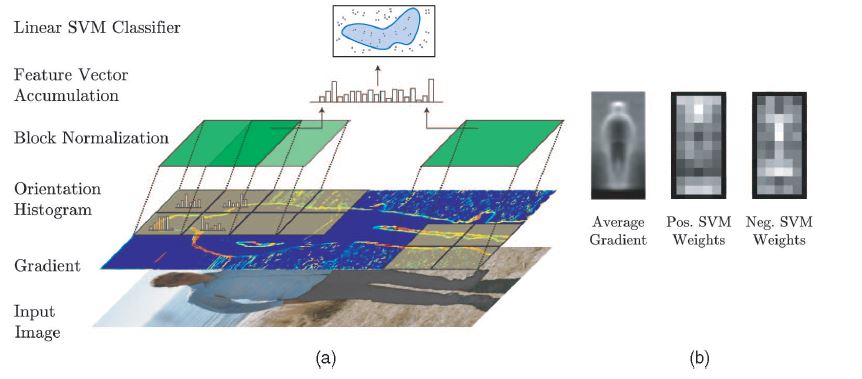 Linear SVM Classifier
Feature Vector
Accumulation
Block Normalization
Orientation
Histogram
Gradient
Input
Image
(a)
Average
Gradient
Pos. SVM
Weights
Neg. SVM
Weights
(b)